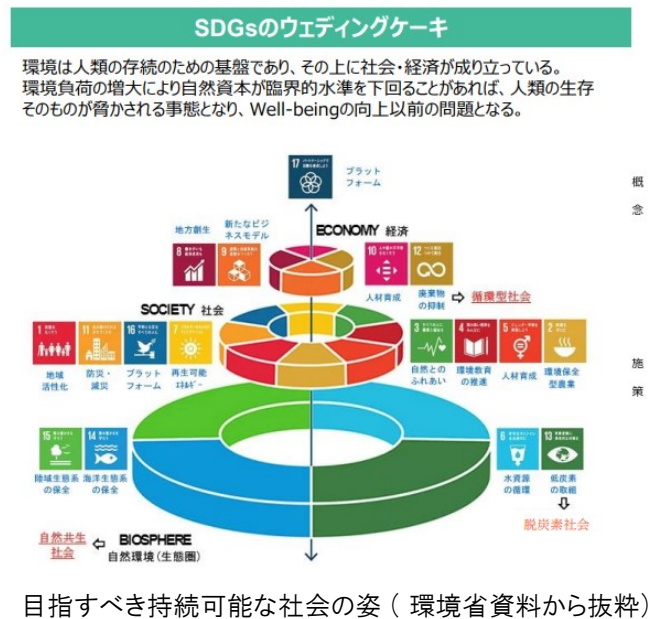 SDGsのウェディングケーキ
環境は人類の存続のための基盤であり、その上に社会・経済が成り立っている。
環境負荷の増大により自然資本が臨界的水準を下回ることがあれば、人類の生存
そのものが脅かされる事態となり、Well-beingの向上以前の問題となる。
17
プラット
フォーム
概
念
地方創生
新たなビジ
ネスモデル
ECONOMY 経済
8
9
10
12
人材育成
廃棄物
の抑制
循環型社会
SOCIETY 社会
1
11
16
7
3
4
5
2
地域
活性化
防災・
減災
プラット
フォーム
再生可能
エネルギー
自然との
ふれあい
環境教育
の推進
人材育成
環境保全
型農業
施
策
15
14
6
13
陸域生態系
の保全
海洋生態系
の保全
水資源
の循環
低炭素
の取組
脱炭素社会
自然共生
社会
BIOSPHERE
自然環境(生態圏)
目指すべき持続可能な社会の姿 ( 環境省資料から抜粋)